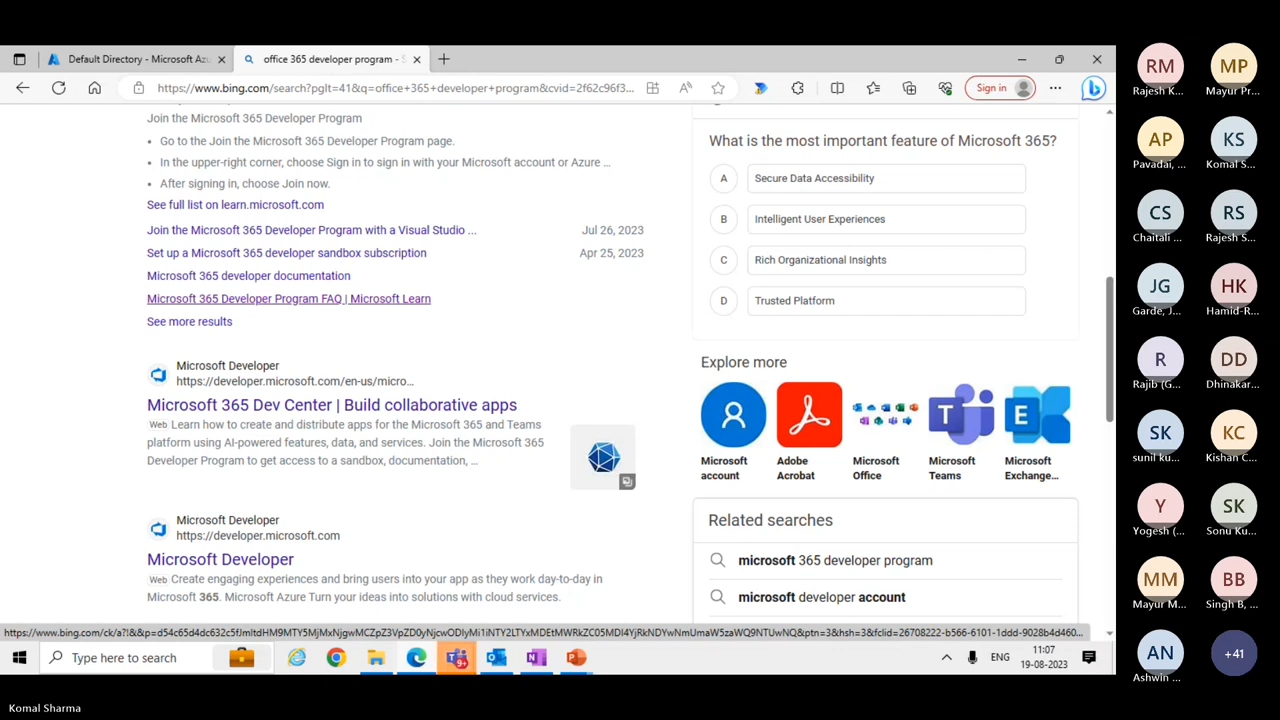 Default Directory - Microsoft Azu
office 365 developer program - S
https://www.bing.com/search?pglt=41&q=office+365+developer+program&cvid=2f62c96f3...
Sign in
Join the Microsoft 365 Developer Program
• Go to the Join the Microsoft 365 Developer Program page.
• In the upper-right corner, choose Sign in to sign in with your Microsoft account or Azure ...
• After signing in, choose Join now.
See full list on learn.microsoft.com
Join the Microsoft 365 Developer Program with a Visual Studio ... Jul 26, 2023
Set up a Microsoft 365 developer sandbox subscription Apr 25, 2023
Microsoft 365 developer documentation
Microsoft 365 Developer Program FAQ | Microsoft Learn
See more results
Microsoft Developer
https://developer.microsoft.com/en-us/micro...
Microsoft 365 Dev Center | Build collaborative apps
Web Learn how to create and distribute apps for the Microsoft 365 and Teams
platform using AI-powered features, data, and services. Join the Microsoft 365
Developer Program to get access to a sandbox, documentation, ...
Microsoft Developer
https://developer.microsoft.com
Microsoft Developer
Web Create engaging experiences and bring users into your app as they work day-to-day in
Microsoft 365. Microsoft Azure Turn your ideas into solutions with cloud services.
What is the most important feature of Microsoft 365?
A Secure Data Accessibility
B Intelligent User Experiences
C Rich Organizational Insights
D Trusted Platform
Explore more
Microsoft account
Adobe Acrobat
Microsoft Office
Microsoft Teams
Microsoft Exchange...
Related searches
microsoft 365 developer program
microsoft developer account
Type here to search
9+
ENG
11:07
19-08-2023
RM
Rajesh K...
MP
Mayur Pr...
AP
Pavadai, ...
KS
Komal S...
CS
Chaitali ...
RS
Rajesh S...
JG
Garde, J...
HK
Hamid-R...
R
Rajib (G...
DD
Dhinakar...
SK
sunil ku...
KC
Kishan C...
Y
Yogesh (...
SK
Sonu Ku...
MM
Mayur M...
BB
Singh B, ...
AN
Ashwin ...
+41
Komal Sharma